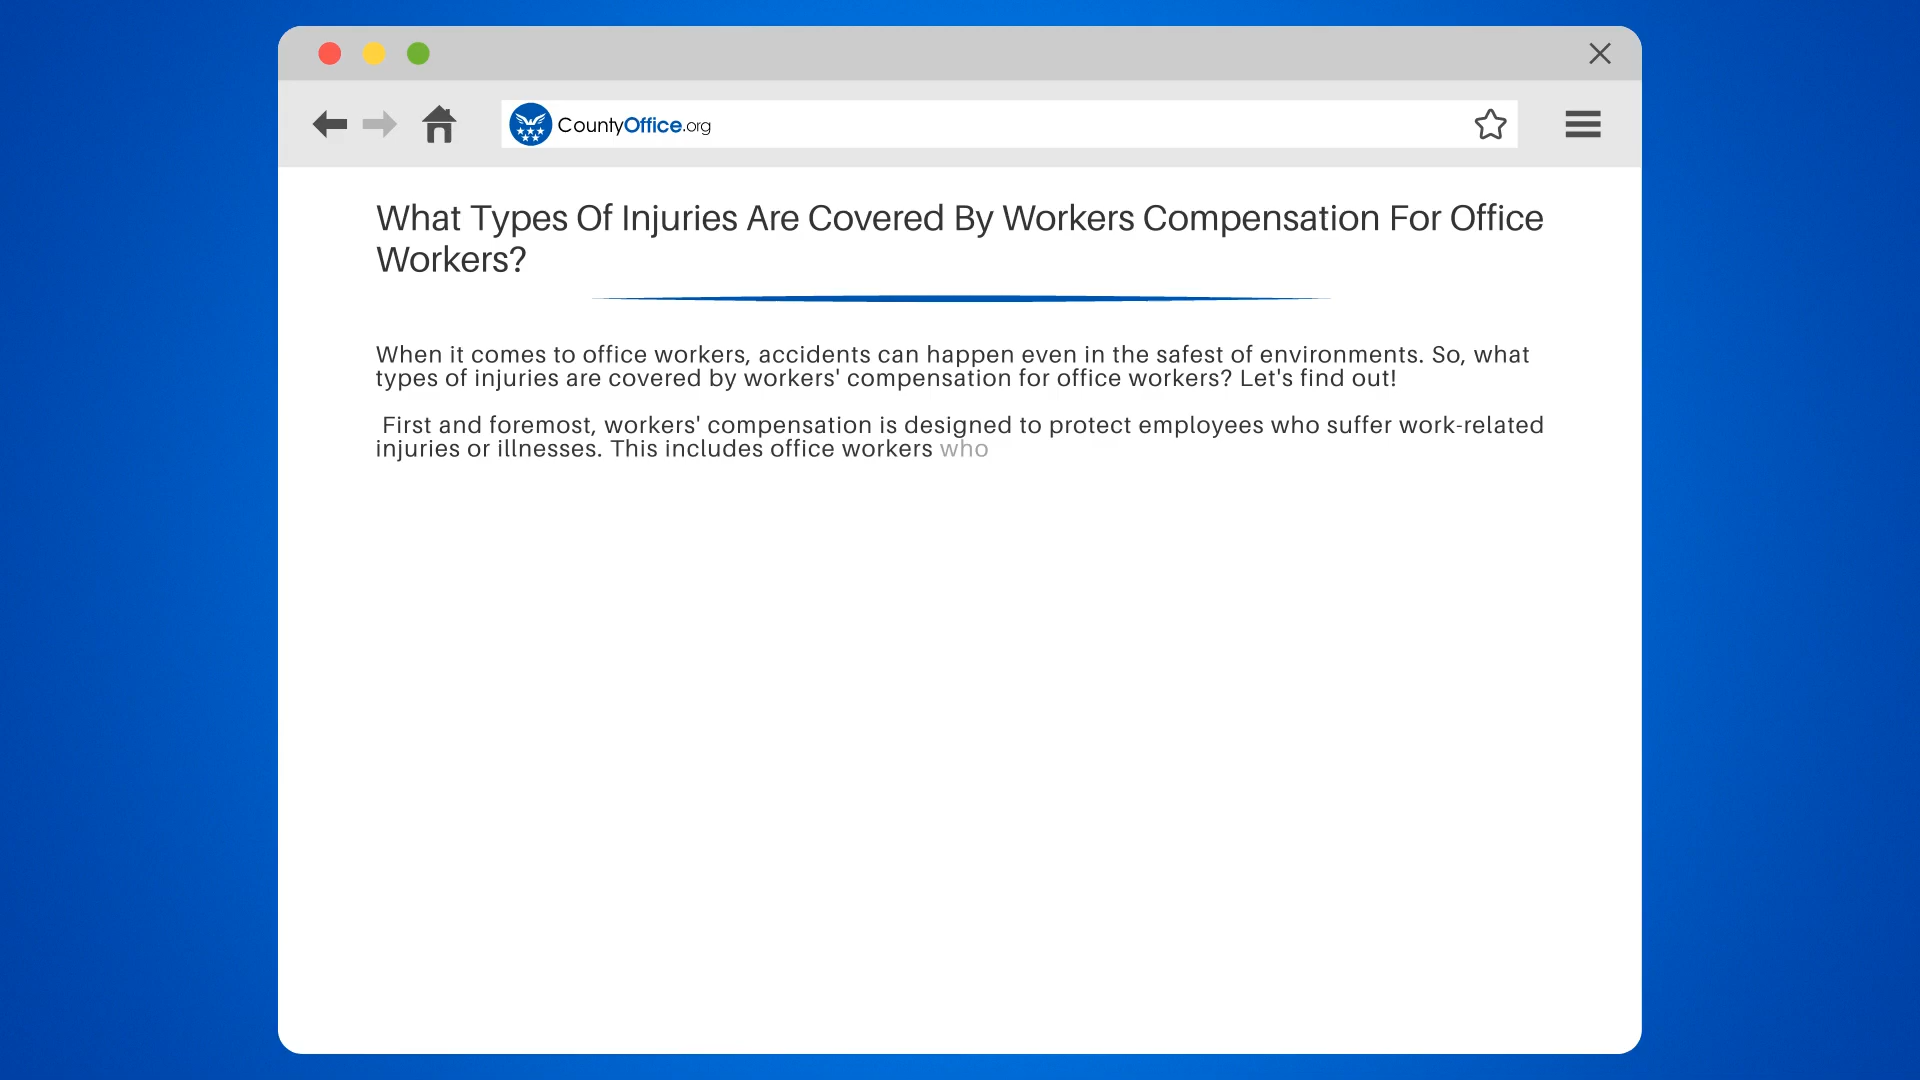 CountyOffice.org
What Types Of Injuries Are Covered By Workers Compensation For Office
Workers?
When it comes to office workers, accidents can happen even in the safest of environments. So, what
types of injuries are covered by workers' compensation for office workers? Let's find out!
First and foremost, workers' compensation is designed to protect employees who suffer work-related
injuries or illnesses. This includes office workers who